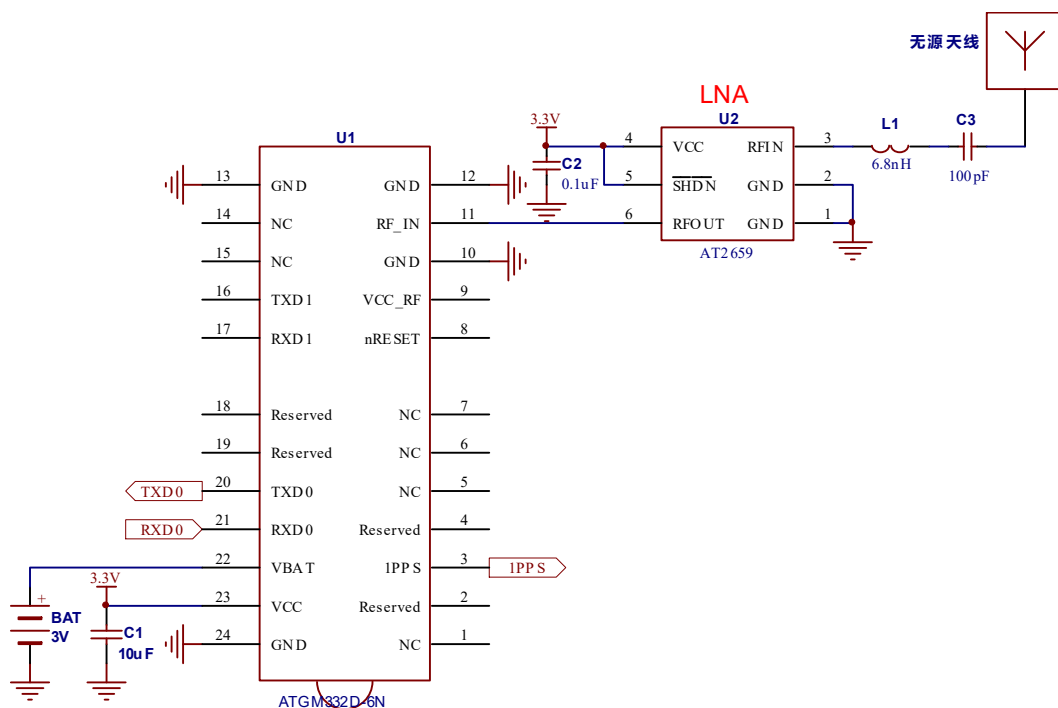 无源天线
LNA
U2
3.3V
C2
0.1uF
4 VCC RFIN 3
5 SHDN GND 2
6 RFOUT GND 1
AT2659
L1
6.8nH
C3
100pF
U1
13 GND GND 12
14 NC RF_IN 11
15 NC GND 10
16 TXD1 VCC_RF 9
17 RXD1 nRESET 8
18 Reserved NC 7
19 Reserved NC 6
TXD0 20 TXD0 NC 5
RXD0 21 RXD0 Reserved 4
22 VBAT 1PPS 3 1PPS
23 VCC Reserved 2
24 GND NC 1
ATGM332D-6N
3.3V
+
BAT
3V
C1
10uF